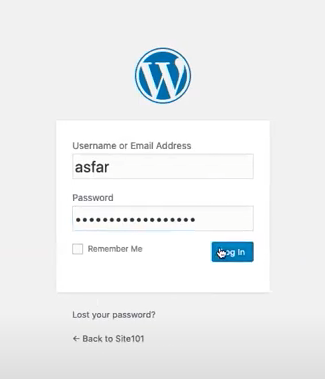 Username or Email Address
asfar
Password
••••••••••••••••••
Remember Me
Log In
Lost your password?
← Back to Site101